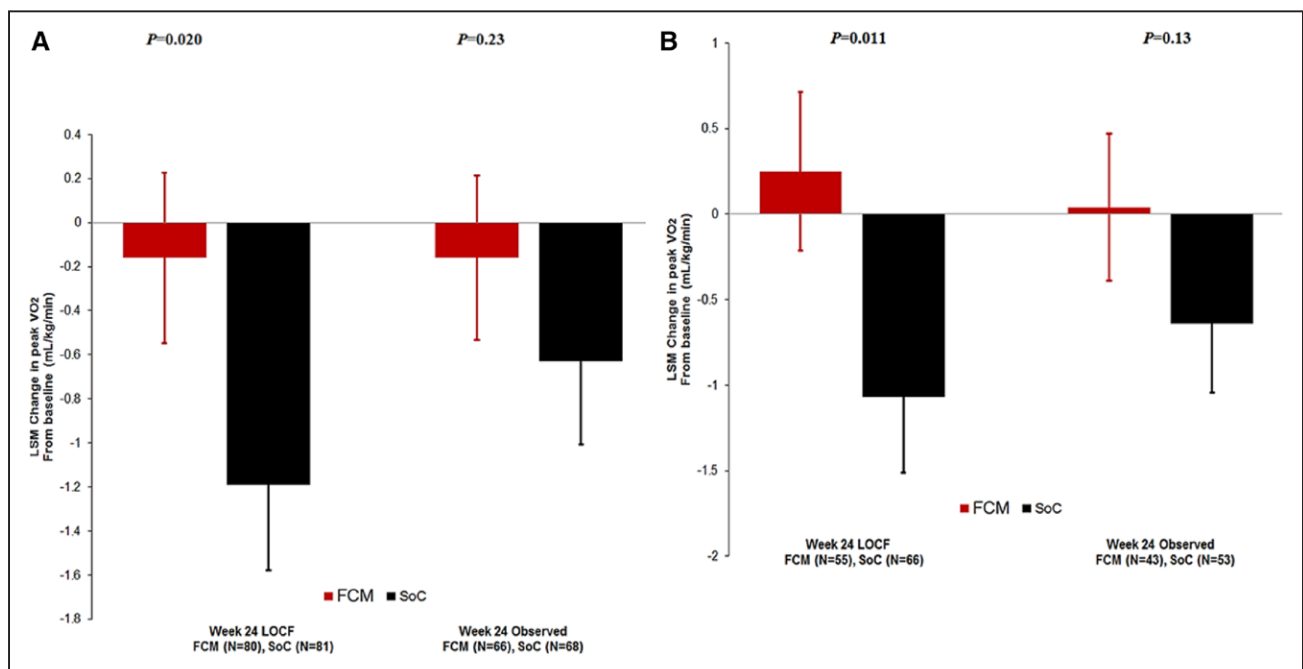 A
P=0.020
P=0.23
0.4
0.2
0
-0.2
-0.4
-0.6
-0.8
-1
-1.2
-1.4
-1.6
-1.8
LSM Change in peak VO2
From baseline (mL/kg/min)
FCM
SoC
Week 24 LOCF
FCM (N=80), SoC (N=81)
Week 24 Observed
FCM (N=66), SoC (N=68)
B
P=0.011
P=0.13
1
0.5
0
-0.5
-1
-1.5
-2
LSM Change in peak VO2
From baseline (mL/kg/min)
FCM
SoC
Week 24 LOCF
FCM (N=55), SoC (N=66)
Week 24 Observed
FCM (N=43), SoC (N=53)